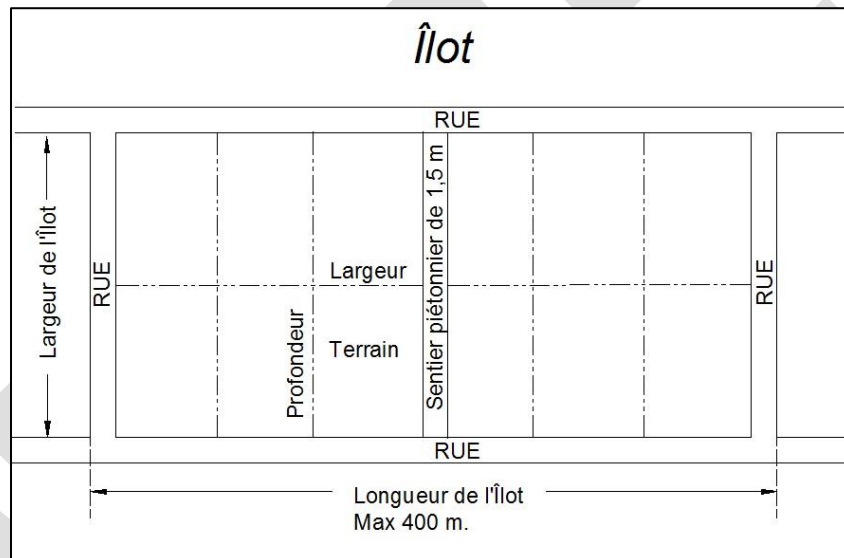 Îlot
RUE
Largeur de l'Îlot
RUE
Largeur
Profondeur
Terrain
Sentier piétonnier de 1,5 m
RUE
RUE
Longueur de l'Îlot
Max 400 m.